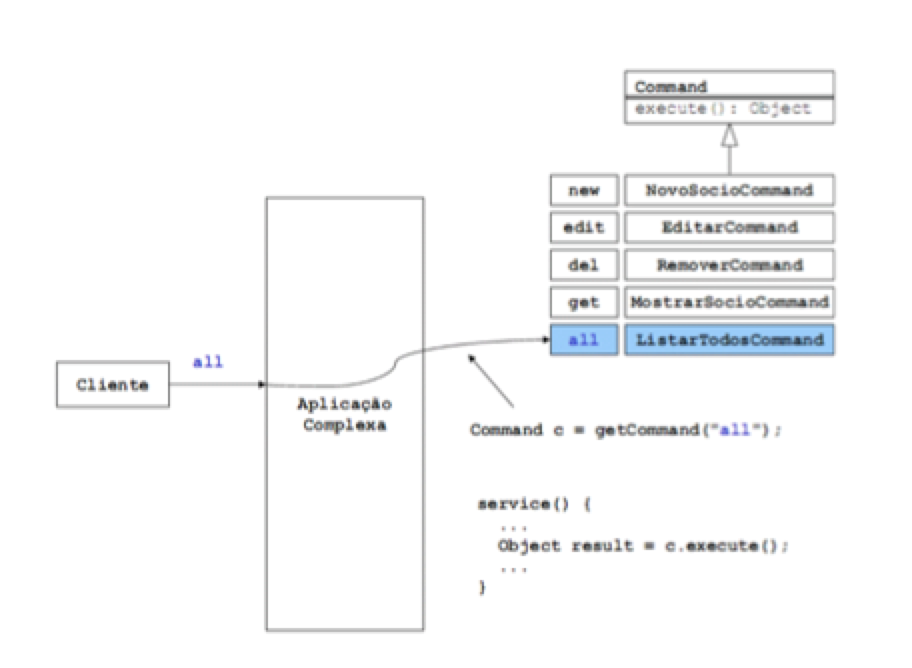 Command
execute(): Object
new NovoSocioCommand
edit EditarCommand
del RemoverCommand
get MostrarSocioCommand
all ListarTodosCommand
all
Cliente
Aplicação
Complexa
Command c = getCommand("all");
service() {
...
Object result = c.execute();
...
}